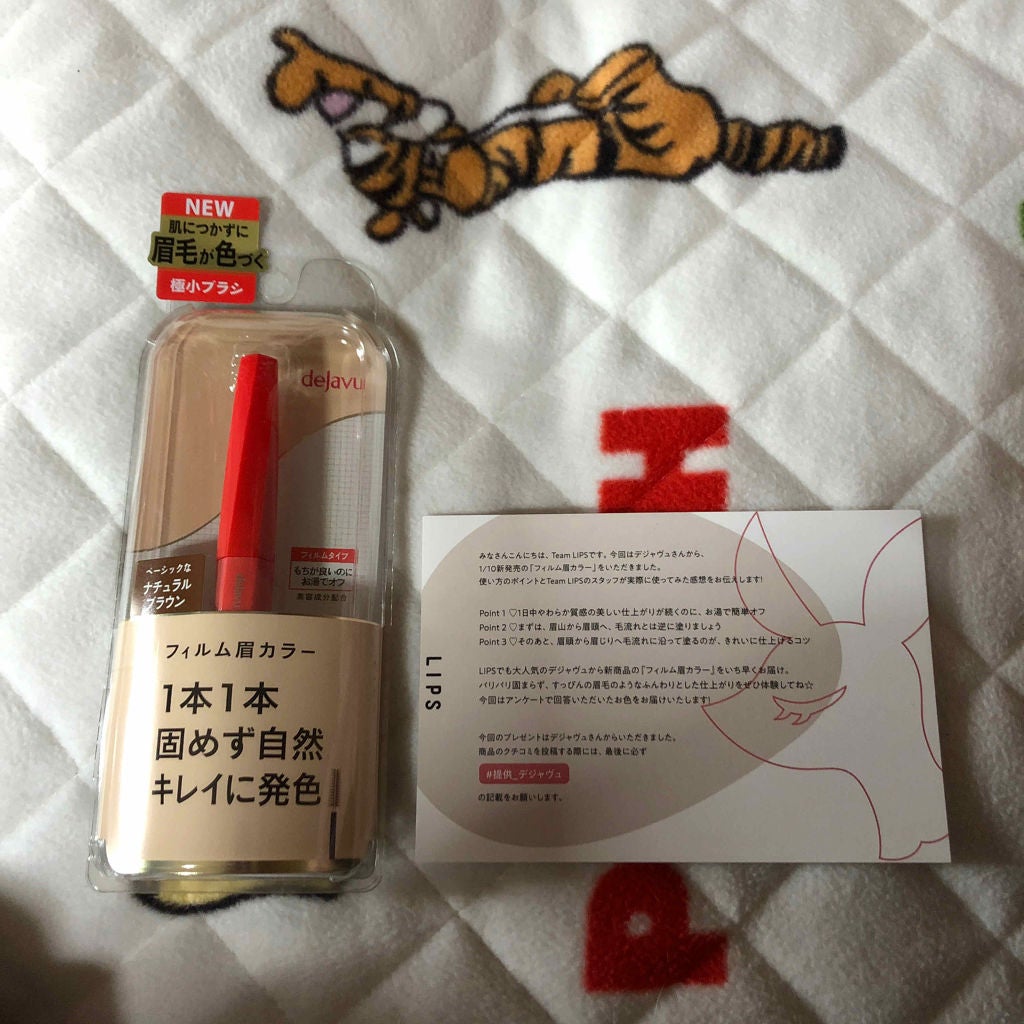 NEW
肌につかずに
眉毛が色づく
極小ブラシ
dejavu
ベーシックな
ナチュラル
ブラウン
フィルムタイプ
もちが良いのに
お湯でオフ
美容成分配合
フィルム眉カラー
1本1本
固めず自然
キレイに発色
H
P
LIPS
みなさんこんにちは、Team LIPSです。今回はデジャヴュさんから、
1/10新発売の「フィルム眉カラー」をいただきました。
使い方のポイントとTeam LIPSのスタッフが実際に使ってみた感想をお伝えします!
Point 1 ♡1日中やわらか質感の美しい仕上がりが続くのに、お湯で簡単オフ
Point 2 ♡まずは、眉山から眉頭へ、毛流れとは逆に塗りましょう
Point 3 ♡そのあと、眉頭から眉じりへ毛流れに沿って塗るのが、きれいに仕上げるコツ
LIPSでも大人気のデジャヴュから新商品の『フィルム眉カラー』をいち早くお届け。
バリバリ固まらず、すっぴんの眉毛のようなふんわりとした仕上がりをぜひ体験してね☆
今回はアンケートで回答いただいたお色をお届けいたします!
今回のプレゼントはデジャヴュさんからいただきました。
商品のクチコミを投稿する際には、最後に必ず
#提供_デジャヴュ
の記載をお願いします。